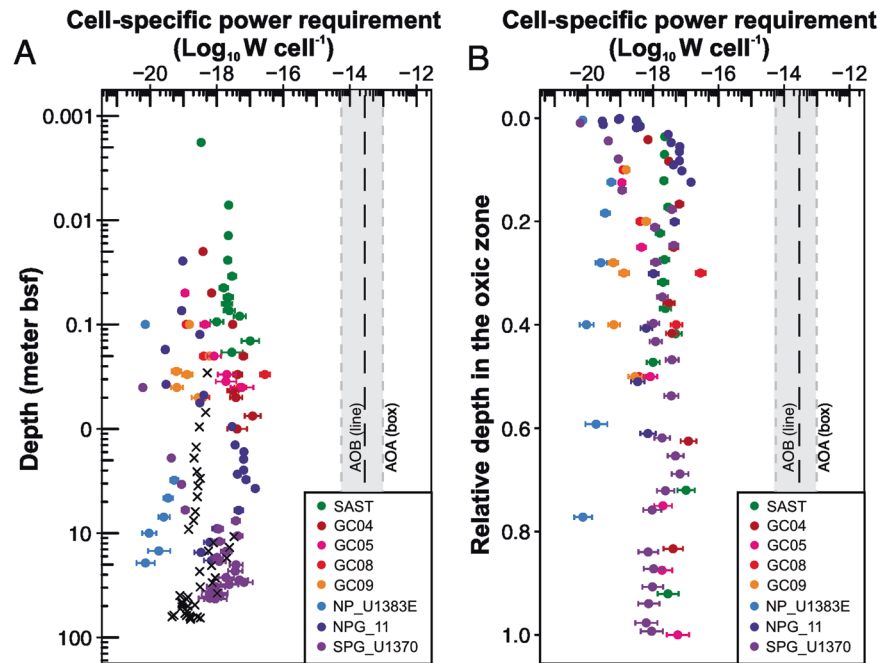 Cell-specific power requirement
(Log10 W cell-1)
A
−20 −18 −16 −14 −12
Depth (meter bsf)
0.001
0.01
0.1
0
10
100
AOB (line)
AOA (box)
SAST
GC04
GC05
GC08
GC09
NP_U1383E
NPG_11
SPG_U1370
Cell-specific power requirement
(Log10 W cell-1)
B
−20 −18 −16 −14 −12
Relative depth in the oxic zone
0.0
0.2
0.4
0.6
0.8
1.0
AOB (line)
AOA (box)
SAST
GC04
GC05
GC08
GC09
NP_U1383E
NPG_11
SPG_U1370